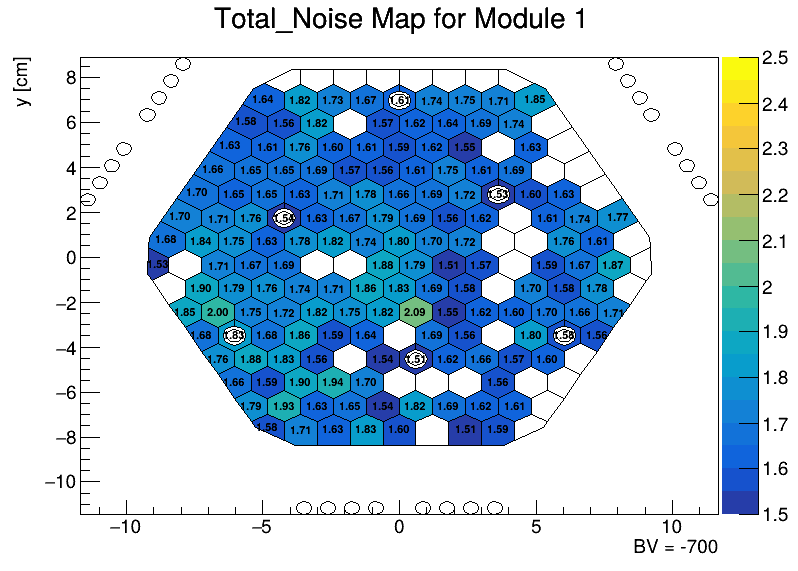 Total_Noise Map for Module 1
y [cm]
8
6
4
2
0
−2
−4
−6
−8
−10
1.64 1.82 1.73 1.67 1.61 1.74 1.75 1.71 1.85
1.58 1.56 1.82 1.57 1.62 1.64 1.69 1.74
1.63 1.61 1.76 1.60 1.61 1.59 1.62 1.55 1.63
1.66 1.65 1.65 1.69 1.57 1.56 1.61 1.75 1.61 1.69
1.70 1.65 1.65 1.63 1.71 1.78 1.66 1.69 1.72 1.53 1.60 1.63
1.70 1.71 1.76 1.54 1.63 1.67 1.79 1.69 1.56 1.62 1.61 1.74 1.77
1.68 1.84 1.75 1.63 1.78 1.82 1.74 1.80 1.70 1.72 1.76 1.61
1.53 1.71 1.67 1.69 1.88 1.79 1.51 1.57 1.59 1.67 1.87
1.90 1.79 1.76 1.74 1.71 1.86 1.83 1.69 1.58 1.70 1.58 1.78
1.85 2.00 1.75 1.72 1.82 1.75 1.82 2.09 1.55 1.62 1.60 1.70 1.66 1.71
1.68 1.83 1.68 1.86 1.59 1.64 1.69 1.56 1.80 1.58 1.56
1.76 1.88 1.83 1.56 1.54 1.51 1.62 1.66 1.57 1.60
1.66 1.59 1.90 1.94 1.70 1.56
1.79 1.93 1.63 1.65 1.54 1.82 1.69 1.62 1.61
1.58 1.71 1.63 1.83 1.60 1.51 1.59
2.5
2.4
2.3
2.2
2.1
2
1.9
1.8
1.7
1.6
1.5
−10 −5 0 5 10
BV = -700